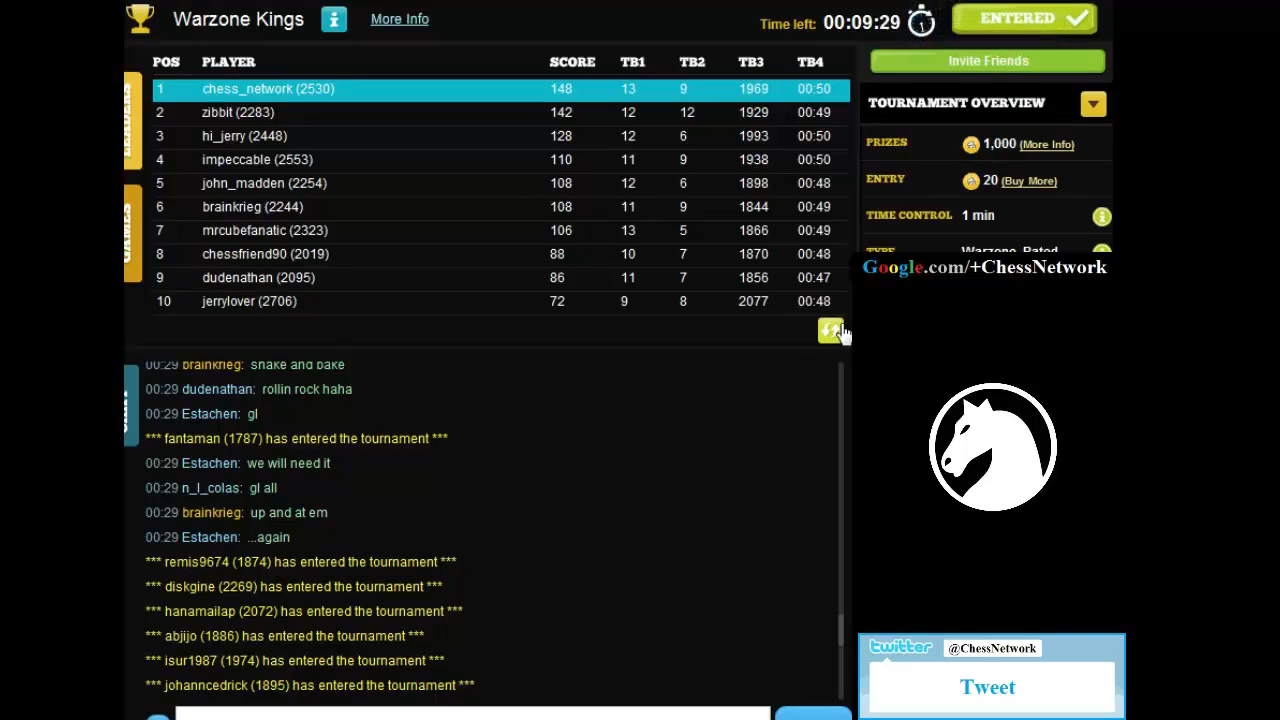 Warzone Kings i More Info Time left: 00:09:29 ENTERED
POS PLAYER SCORE TB1 TB2 TB3 TB4
1 chess_network (2530) 148 13 9 1969 00:50
2 zibbit (2283) 142 12 12 1929 00:49
3 hi_jerry (2448) 128 12 6 1993 00:50
4 impeccable (2553) 110 11 9 1938 00:50
5 john_madden (2254) 108 12 6 1898 00:48
6 brainkrieg (2244) 108 11 9 1844 00:49
7 mrcubefanatic (2323) 106 13 5 1866 00:49
8 chessfriend90 (2019) 88 10 7 1870 00:48
9 dudenathan (2095) 86 11 7 1856 00:47
10 jerrylover (2706) 72 9 8 2077 00:48
LEADERS
GAMES
Invite Friends
TOURNAMENT OVERVIEW
PRIZES 1,000 (More Info)
ENTRY 20 (Buy More)
TIME CONTROL 1 min
TYPE Warzone, Rated
Google.com/+ChessNetwork
00:29 brainkrieg: shake and bake
00:29 dudenathan: rollin rock haha
00:29 Estachen: gl
*** fantaman (1787) has entered the tournament ***
00:29 Estachen: we will need it
00:29 n_l_colas: gl all
00:29 brainkrieg: up and at em
00:29 Estachen: ...again
*** remis9674 (1874) has entered the tournament ***
*** diskgine (2269) has entered the tournament ***
*** hanamailap (2072) has entered the tournament ***
*** abjijo (1886) has entered the tournament ***
*** isur1987 (1974) has entered the tournament ***
*** johanncedrick (1895) has entered the tournament ***
twitter @ChessNetwork
Tweet